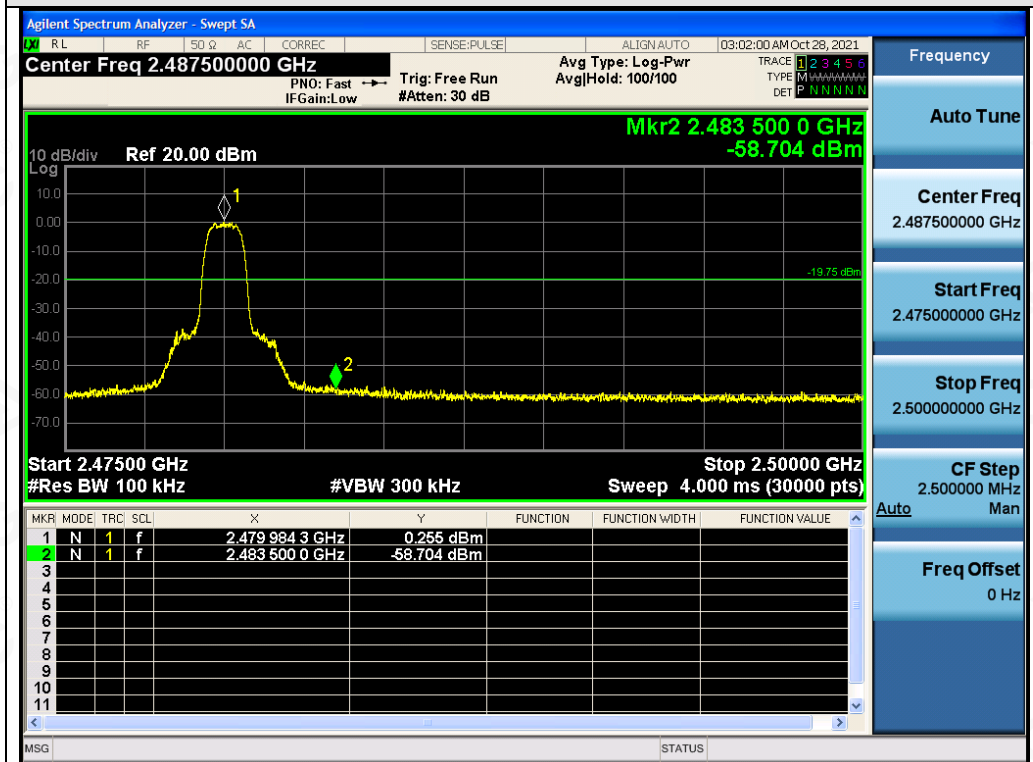 Agilent Spectrum Analyzer - Swept SA
LXI RL RF 50 Ω AC CORREC SENSE:PULSE ALIGN AUTO 03:02:00 AM Oct 28, 2021
Center Freq 2.487500000 GHz
PNO: Fast
IFGain:Low
Trig: Free Run
#Atten: 30 dB
Avg Type: Log-Pwr
Avg|Hold: 100/100
TRACE 1 2 3 4 5 6
TYPE M
DET P N N N N N
Mkr2 2.483 500 0 GHz
-58.704 dBm
10 dB/div Ref 20.00 dBm
Log
10.0
0.00
-10.0
-20.0
-30.0
-40.0
-50.0
-60.0
-70.0
1
2
-19.75 dBm
Start 2.47500 GHz Stop 2.50000 GHz
#Res BW 100 kHz #VBW 300 kHz Sweep 4.000 ms (30000 pts)
MKR MODE TRC SCL X Y FUNCTION FUNCTION WIDTH FUNCTION VALUE
1 N 1 f 2.479 984 3 GHz 0.255 dBm
2 N 1 f 2.483 500 0 GHz -58.704 dBm
3
4
5
6
7
8
9
10
11
MSG STATUS
Frequency
Auto Tune
Center Freq
2.487500000 GHz
Start Freq
2.475000000 GHz
Stop Freq
2.500000000 GHz
CF Step
2.500000 MHz
Auto Man
Freq Offset
0 Hz